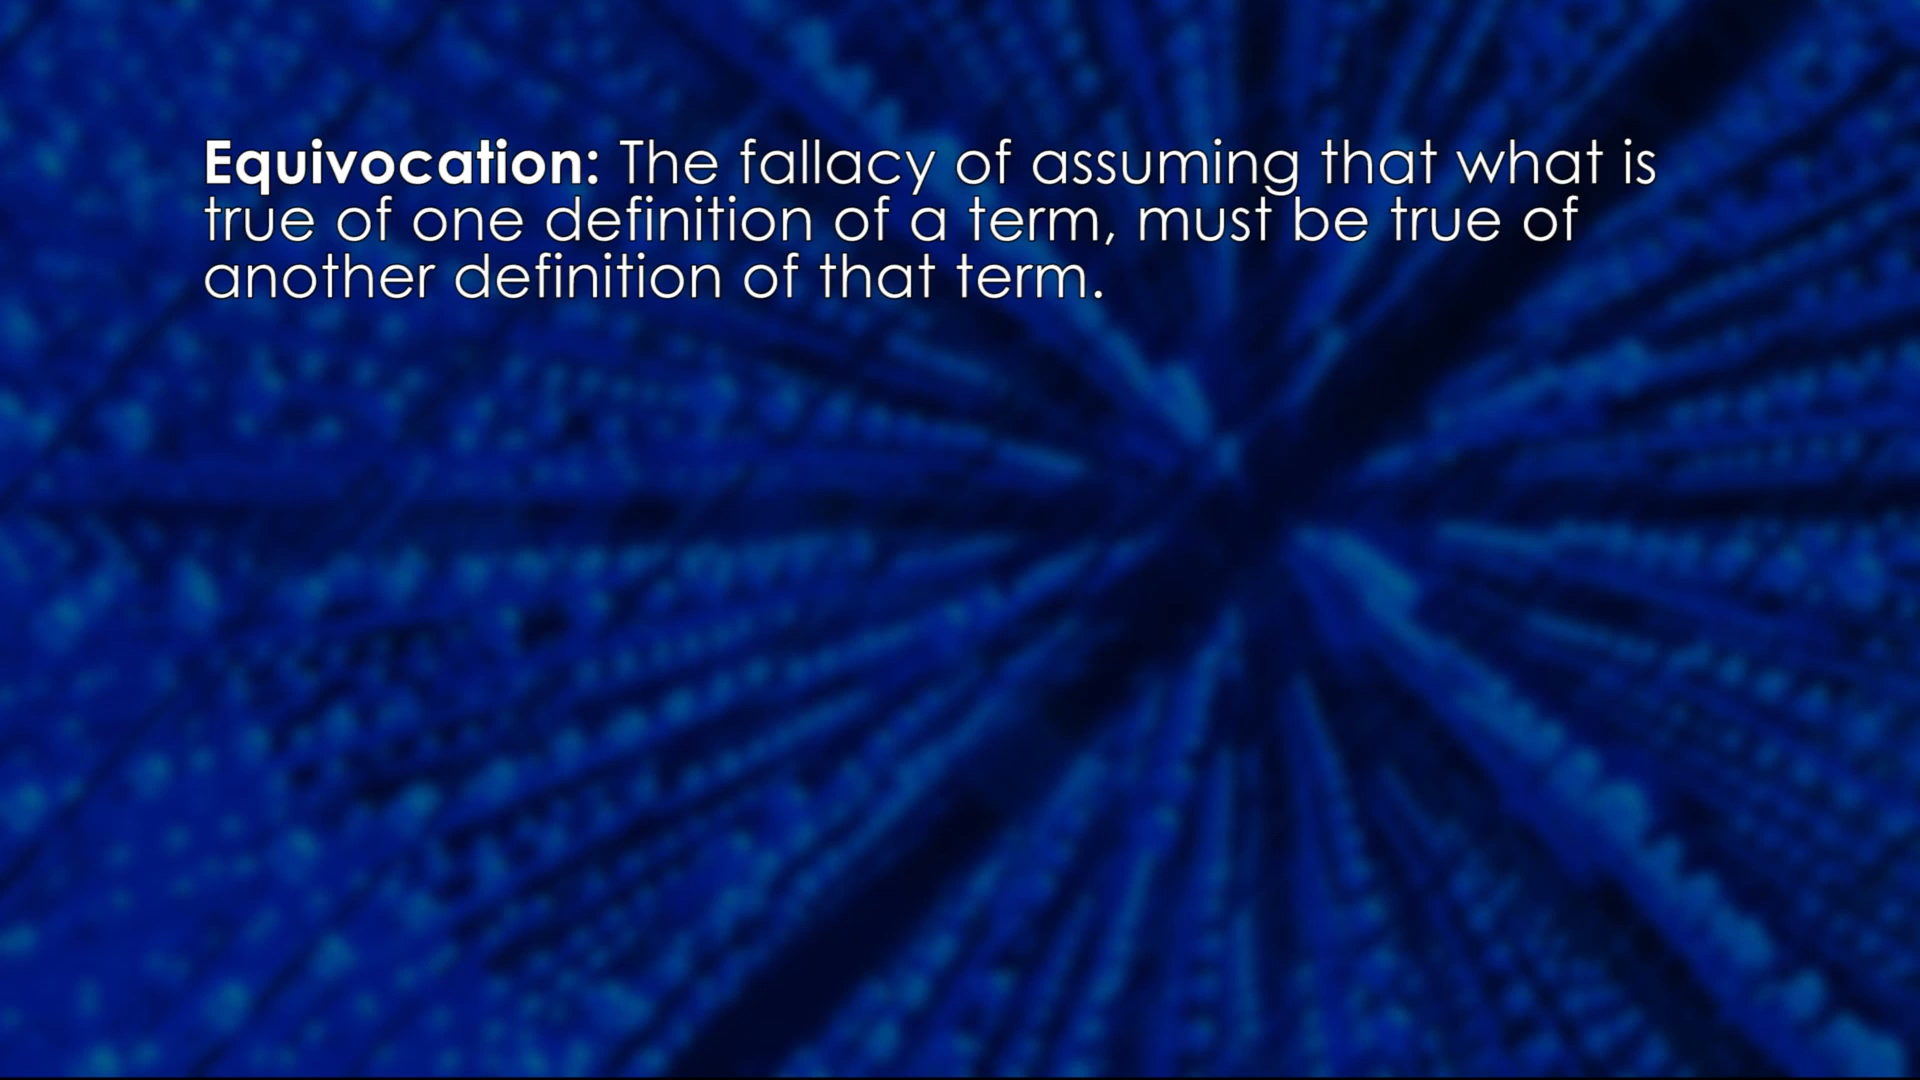 Equivocation: The fallacy of assuming that what is
true of one definition of a term, must be true of
another definition of that term.